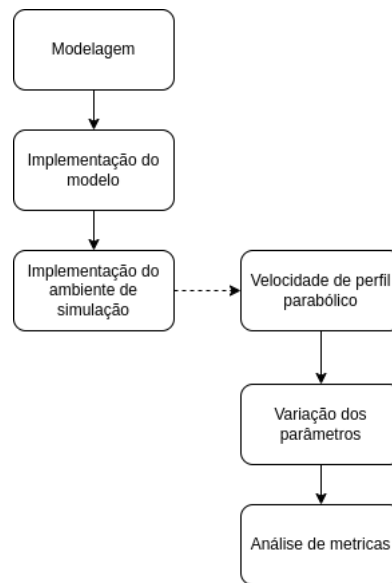 Modelagem
Implementação do
modelo
Implementação do
ambiente de
simulação
Velocidade de perfil
parabólico
Variação dos
parâmetros
Análise de metricas